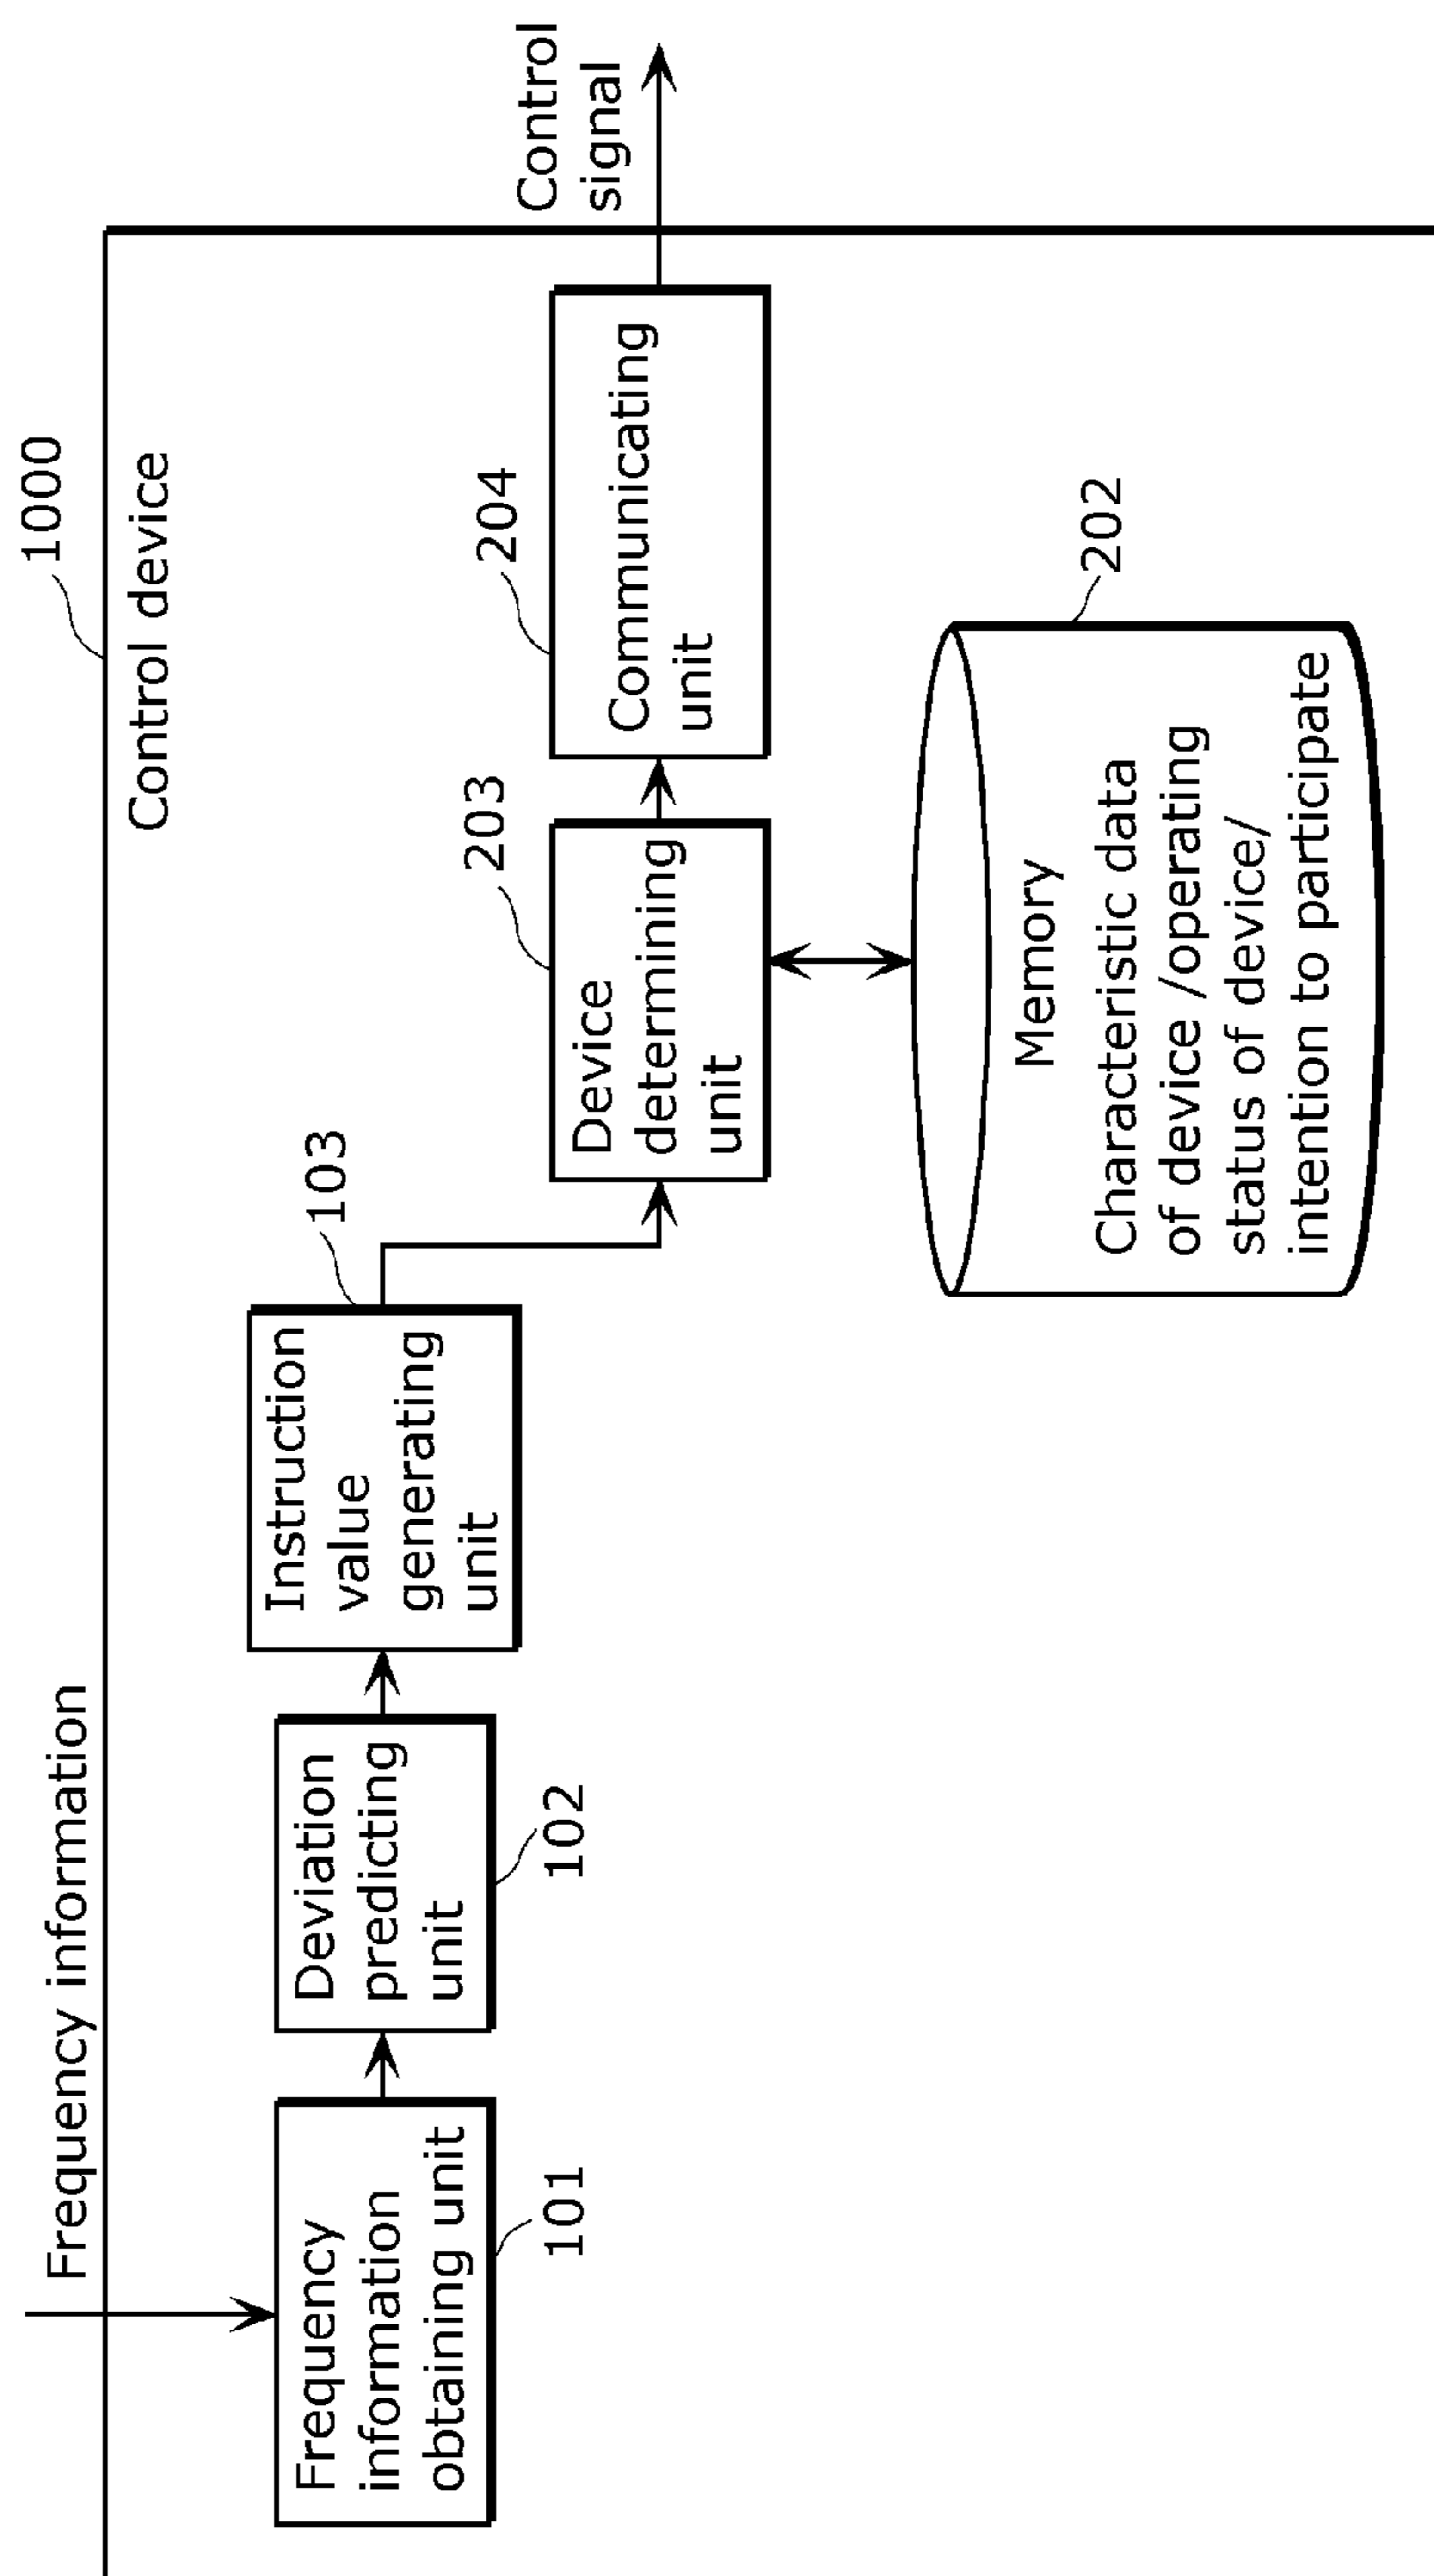 1000
Frequency information
Control device
Control
signal
Frequency
information
obtaining unit
101
Deviation
predicting
unit
102
Instruction
value
generating
unit
103
Device
determining
unit
203
Communicating
unit
204
Memory
Characteristic data
of device /operating
status of device/
intention to participate
202